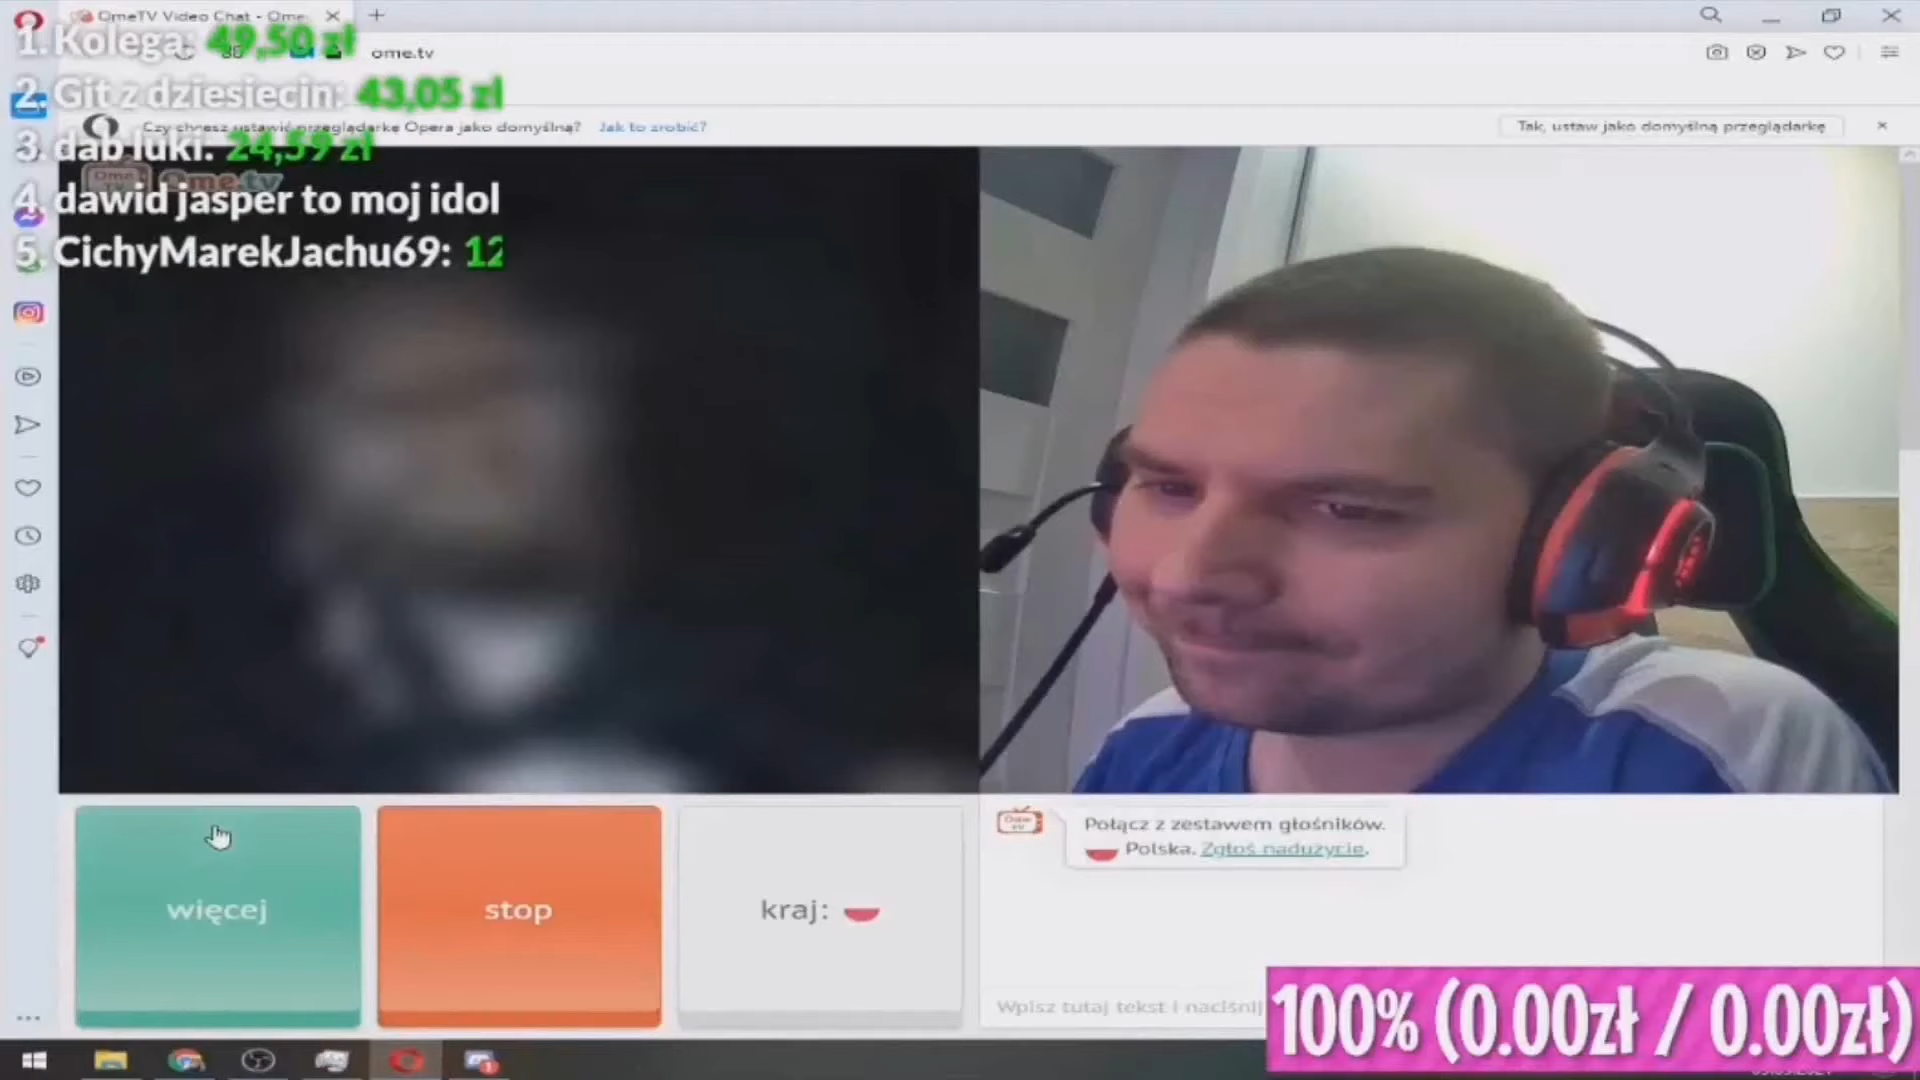 OmeTV Video Chat - Ome
ome.tv
1. Kolega: 49,50 zł
2. Git z dziesiecin: 43,05 zł
Czy chcesz ustawić przeglądarkę Opera jako domyślną? Jak to zrobić?
Tak, ustaw jako domyślną przeglądarkę
3. dab luki: 24,59 zł
Ome.tv
4. dawid jasper to moj idol
5. CichyMarekJachu69: 12
Połącz z zestawem głośników.
Polska. Zgłoś nadużycie.
więcej
stop
kraj:
Wpisz tutaj tekst i naciśnij
100% (0.00zł / 0.00zł)